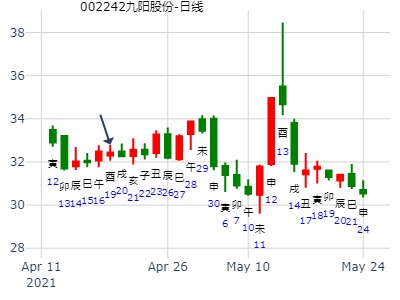 002242九阳股份-日线
38
36
34
32
30
28
寅 卯 辰 巳 午 酉 戌 亥 子 丑 辰 巳 午 未 申 寅 卯 午 未 申 酉 戌 丑 寅 卯 辰 巳 申
12 13 14 15 16 19 20 21 22 23 26 27 28 29 30 6 7 10 11 12 13 14 17 18 19 20 21 24
Apr 11 Apr 26 May 10 May 24
2021